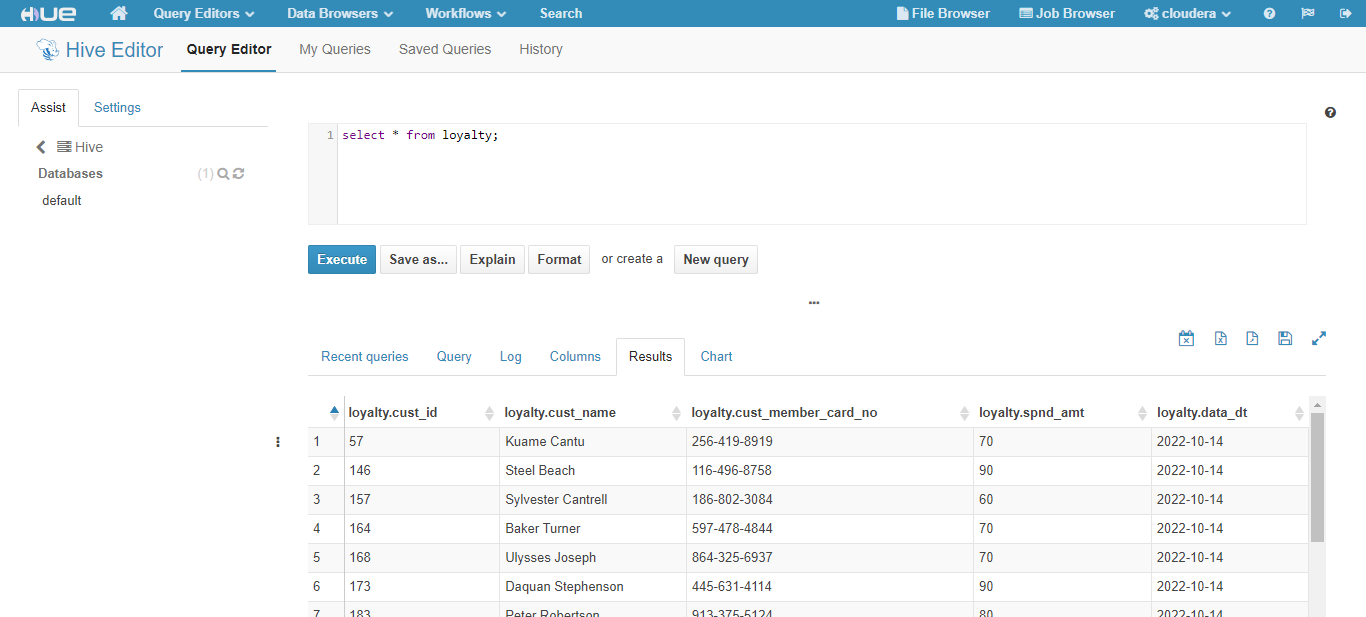 HUE Query Editors Data Browsers Workflows Search File Browser Job Browser cloudera
Hive Editor Query Editor My Queries Saved Queries History
Assist Settings
Hive
Databases (1)
default
1 select * from loyalty;
Execute Save as... Explain Format or create a New query
Recent queries Query Log Columns Results Chart
loyalty.cust_id loyalty.cust_name loyalty.cust_member_card_no loyalty.spnd_amt loyalty.data_dt
1 57 Kuame Cantu 256-419-8919 70 2022-10-14
2 146 Steel Beach 116-496-8758 90 2022-10-14
3 157 Sylvester Cantrell 186-802-3084 60 2022-10-14
4 164 Baker Turner 597-478-4844 70 2022-10-14
5 168 Ulysses Joseph 864-325-6937 70 2022-10-14
6 173 Daquan Stephenson 445-631-4114 90 2022-10-14
7 183 Peter Robertson 913-375-5124 80 2022-10-14